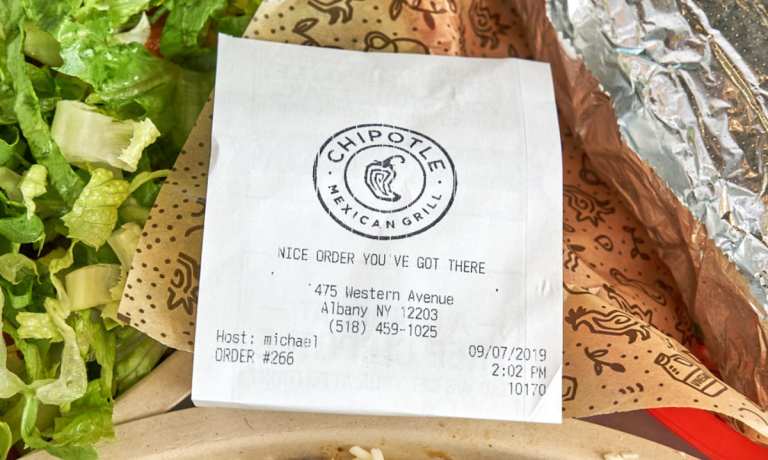 CHIPOTLE
MEXICAN GRILL
NICE ORDER YOU'VE GOT THERE
475 Western Avenue
Albany NY 12203
(518) 459-1025
Host: michael
09/07/2019
ORDER #266
2:02 PM
10170